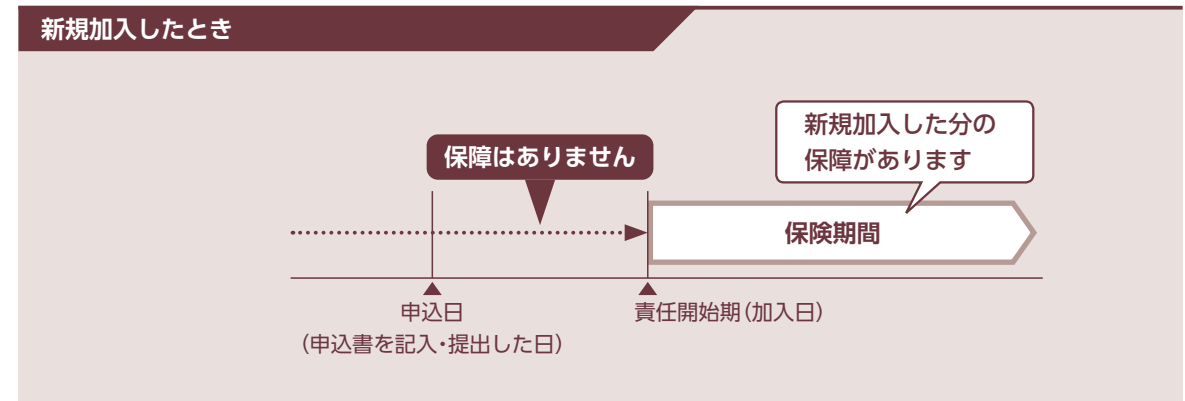 新規加入したとき
新規加入した分の
保障があります
保障はありません
保険期間
申込日
(申込書を記入・提出した日)
責任開始期(加入日)